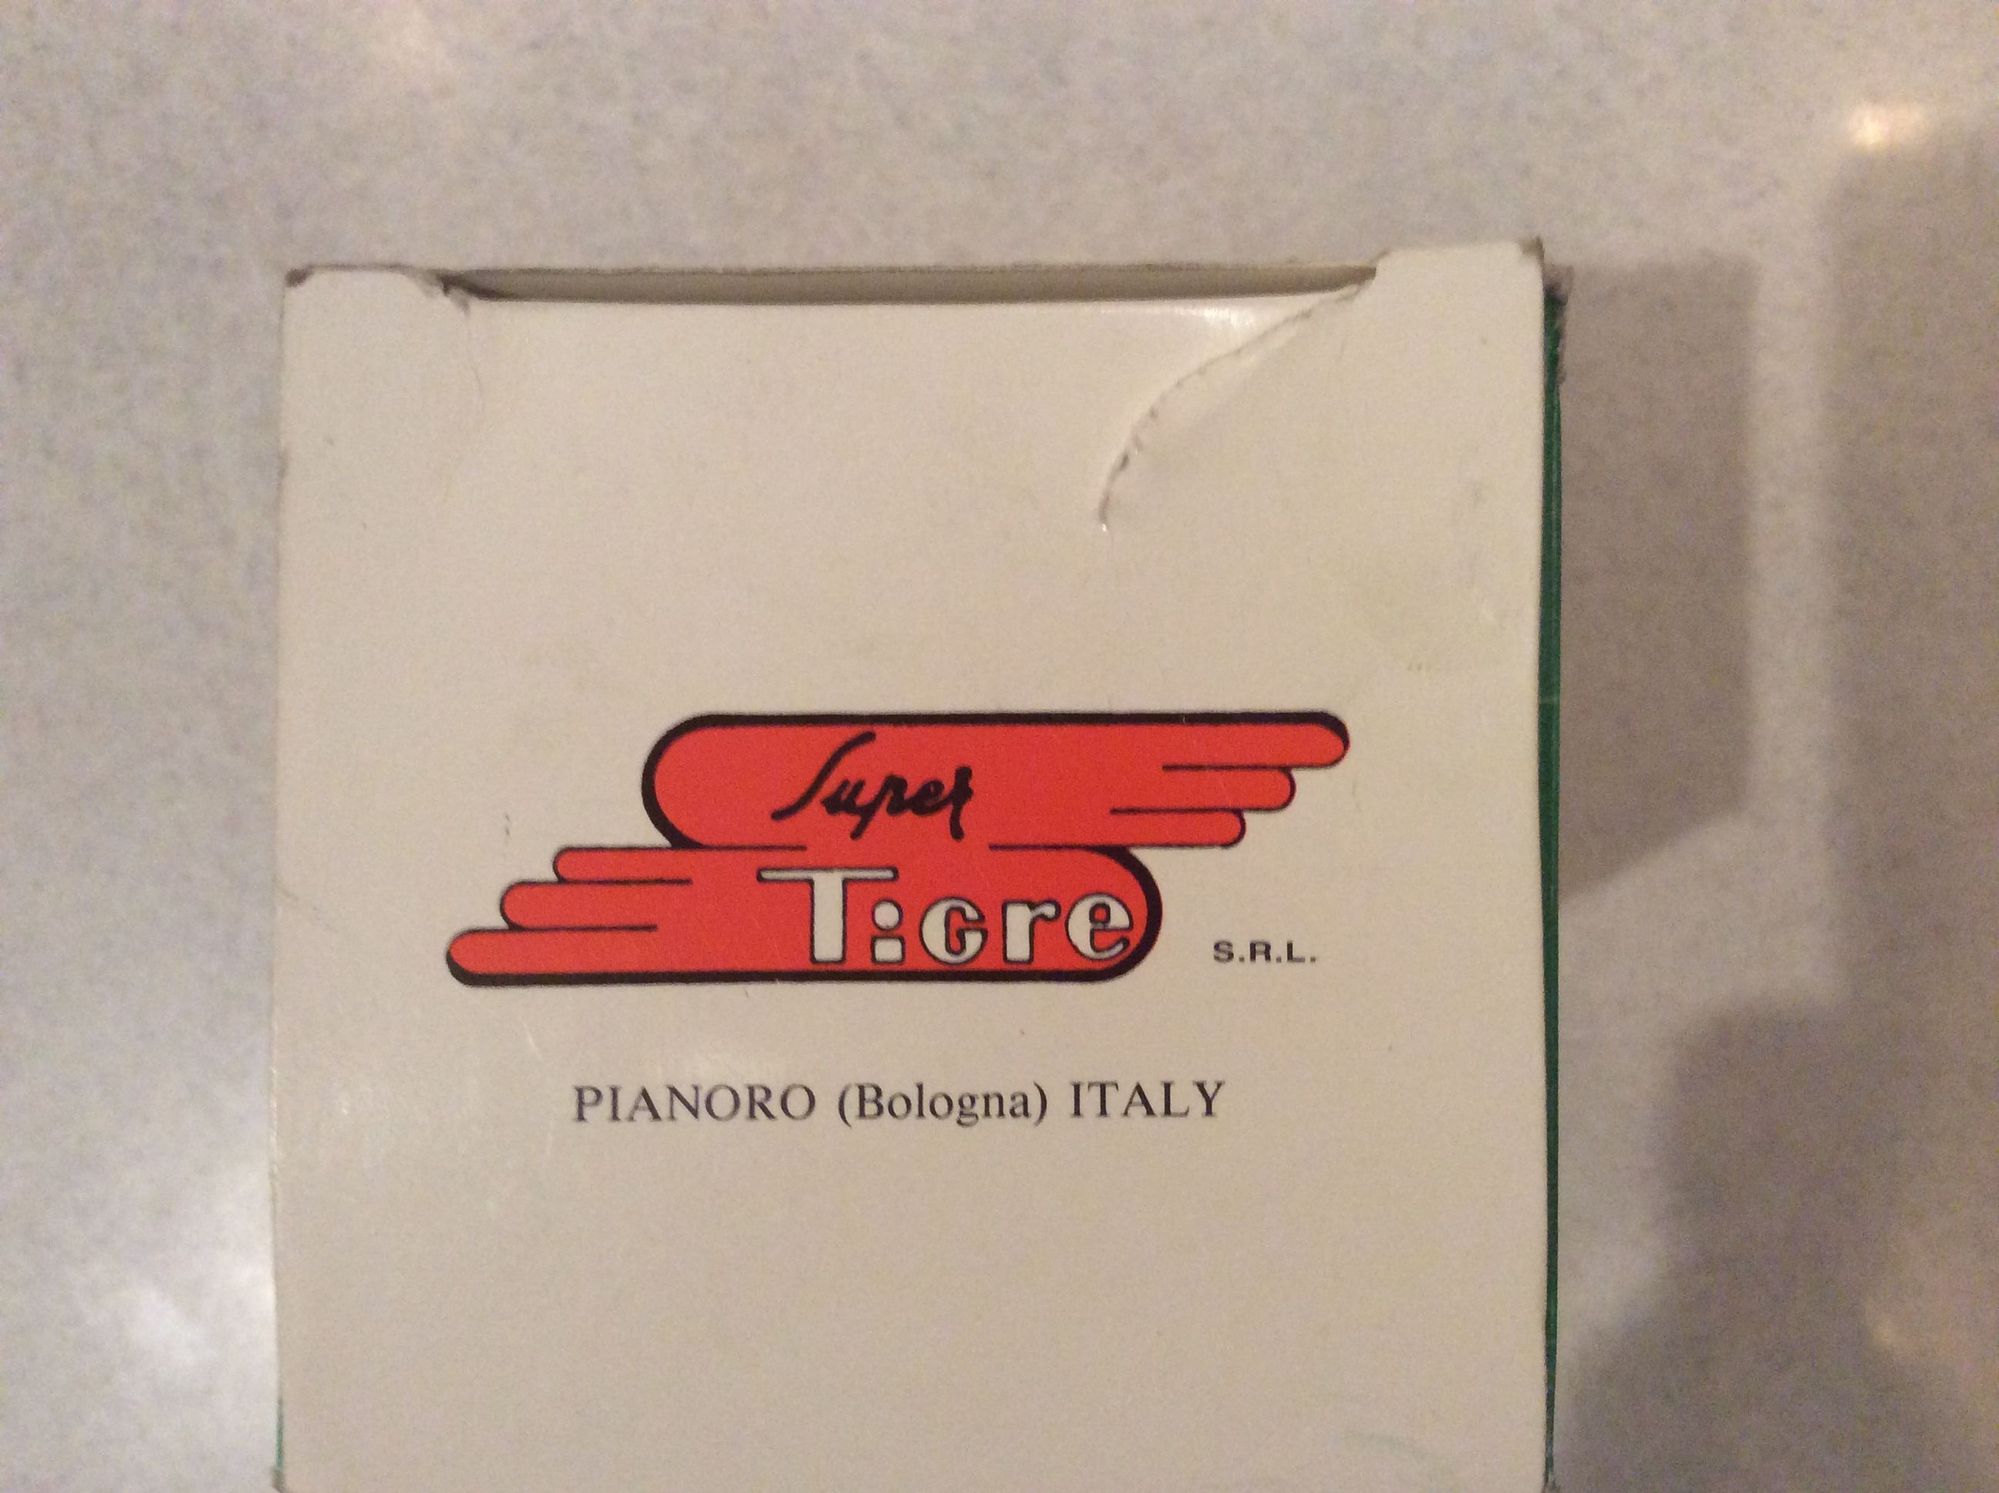 Super
Tigre
S.R.L.
PIANORO (Bologna) ITALY